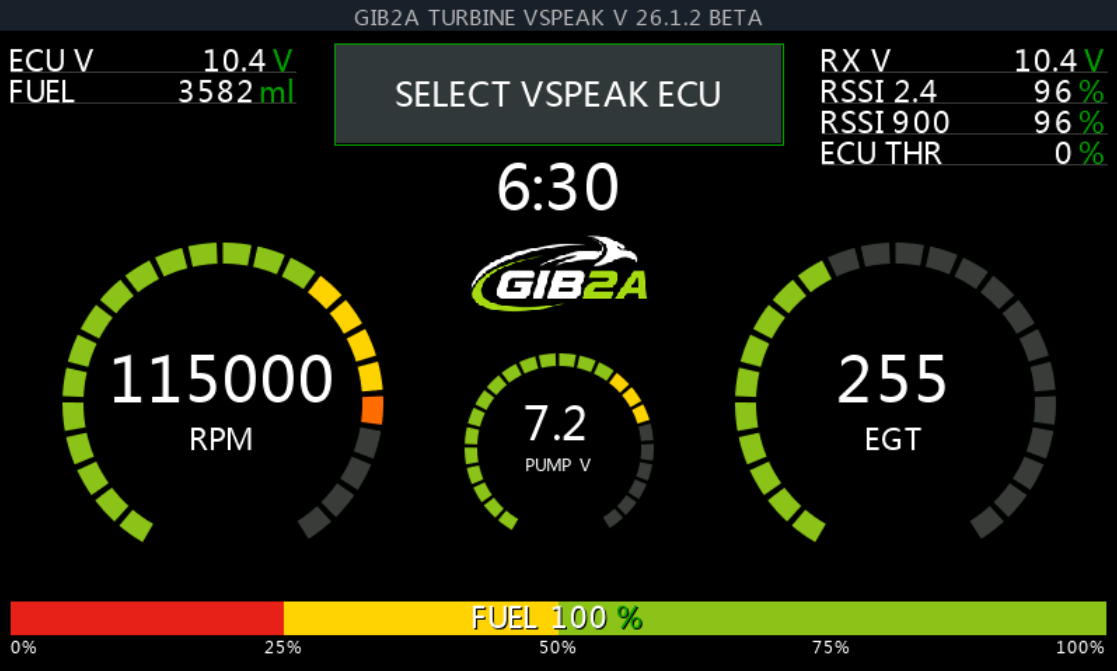 GIB2A TURBINE VSPEAK V 26.1.2 BETA
ECU V 10.4 V
FUEL 3582 ml
SELECT VSPEAK ECU
RX V 10.4 V
RSSI 2.4 96 %
RSSI 900 96 %
ECU THR 0 %
6:30
GIB2A
115000
RPM
7.2
PUMP V
255
EGT
FUEL 100 %
0% 25% 50% 75% 100%